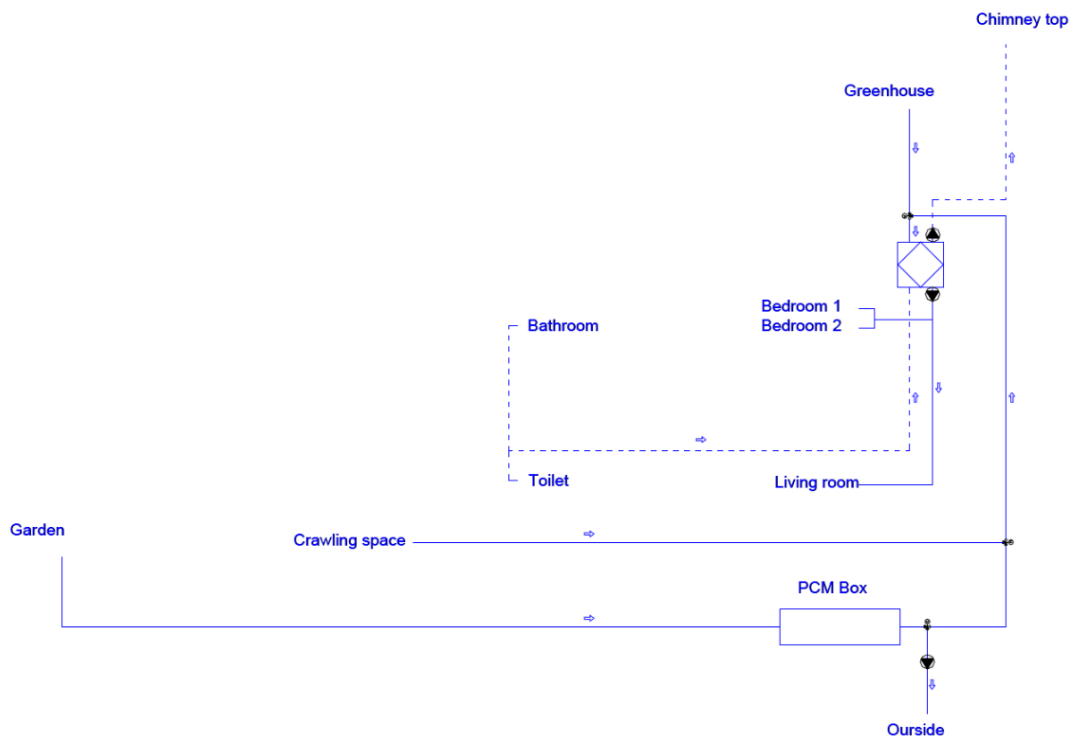 Chimney top
Greenhouse
Bedroom 1
Bedroom 2
Bathroom
Toilet
Living room
Garden
Crawling space
PCM Box
Ourside